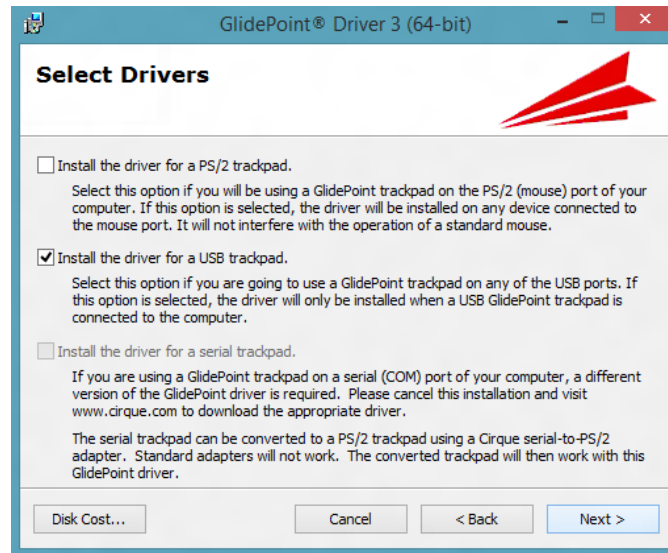 GlidePoint® Driver 3 (64-bit)
Select Drivers
Install the driver for a PS/2 trackpad.
Select this option if you will be using a GlidePoint trackpad on the PS/2 (mouse) port of your
computer. If this option is selected, the driver will be installed on any device connected to
the mouse port. It will not interfere with the operation of a standard mouse.
Install the driver for a USB trackpad.
Select this option if you are going to use a GlidePoint trackpad on any of the USB ports. If
this option is selected, the driver will only be installed when a USB GlidePoint trackpad is
connected to the computer.
Install the driver for a serial trackpad.
If you are using a GlidePoint trackpad on a serial (COM) port of your computer, a different
version of the GlidePoint driver is required. Please cancel this installation and visit
www.cirque.com to download the appropriate driver.
The serial trackpad can be converted to a PS/2 trackpad using a Cirque serial-to-PS/2
adapter. Standard adapters will not work. The converted trackpad will then work with this
GlidePoint driver.
Disk Cost... Cancel < Back Next >